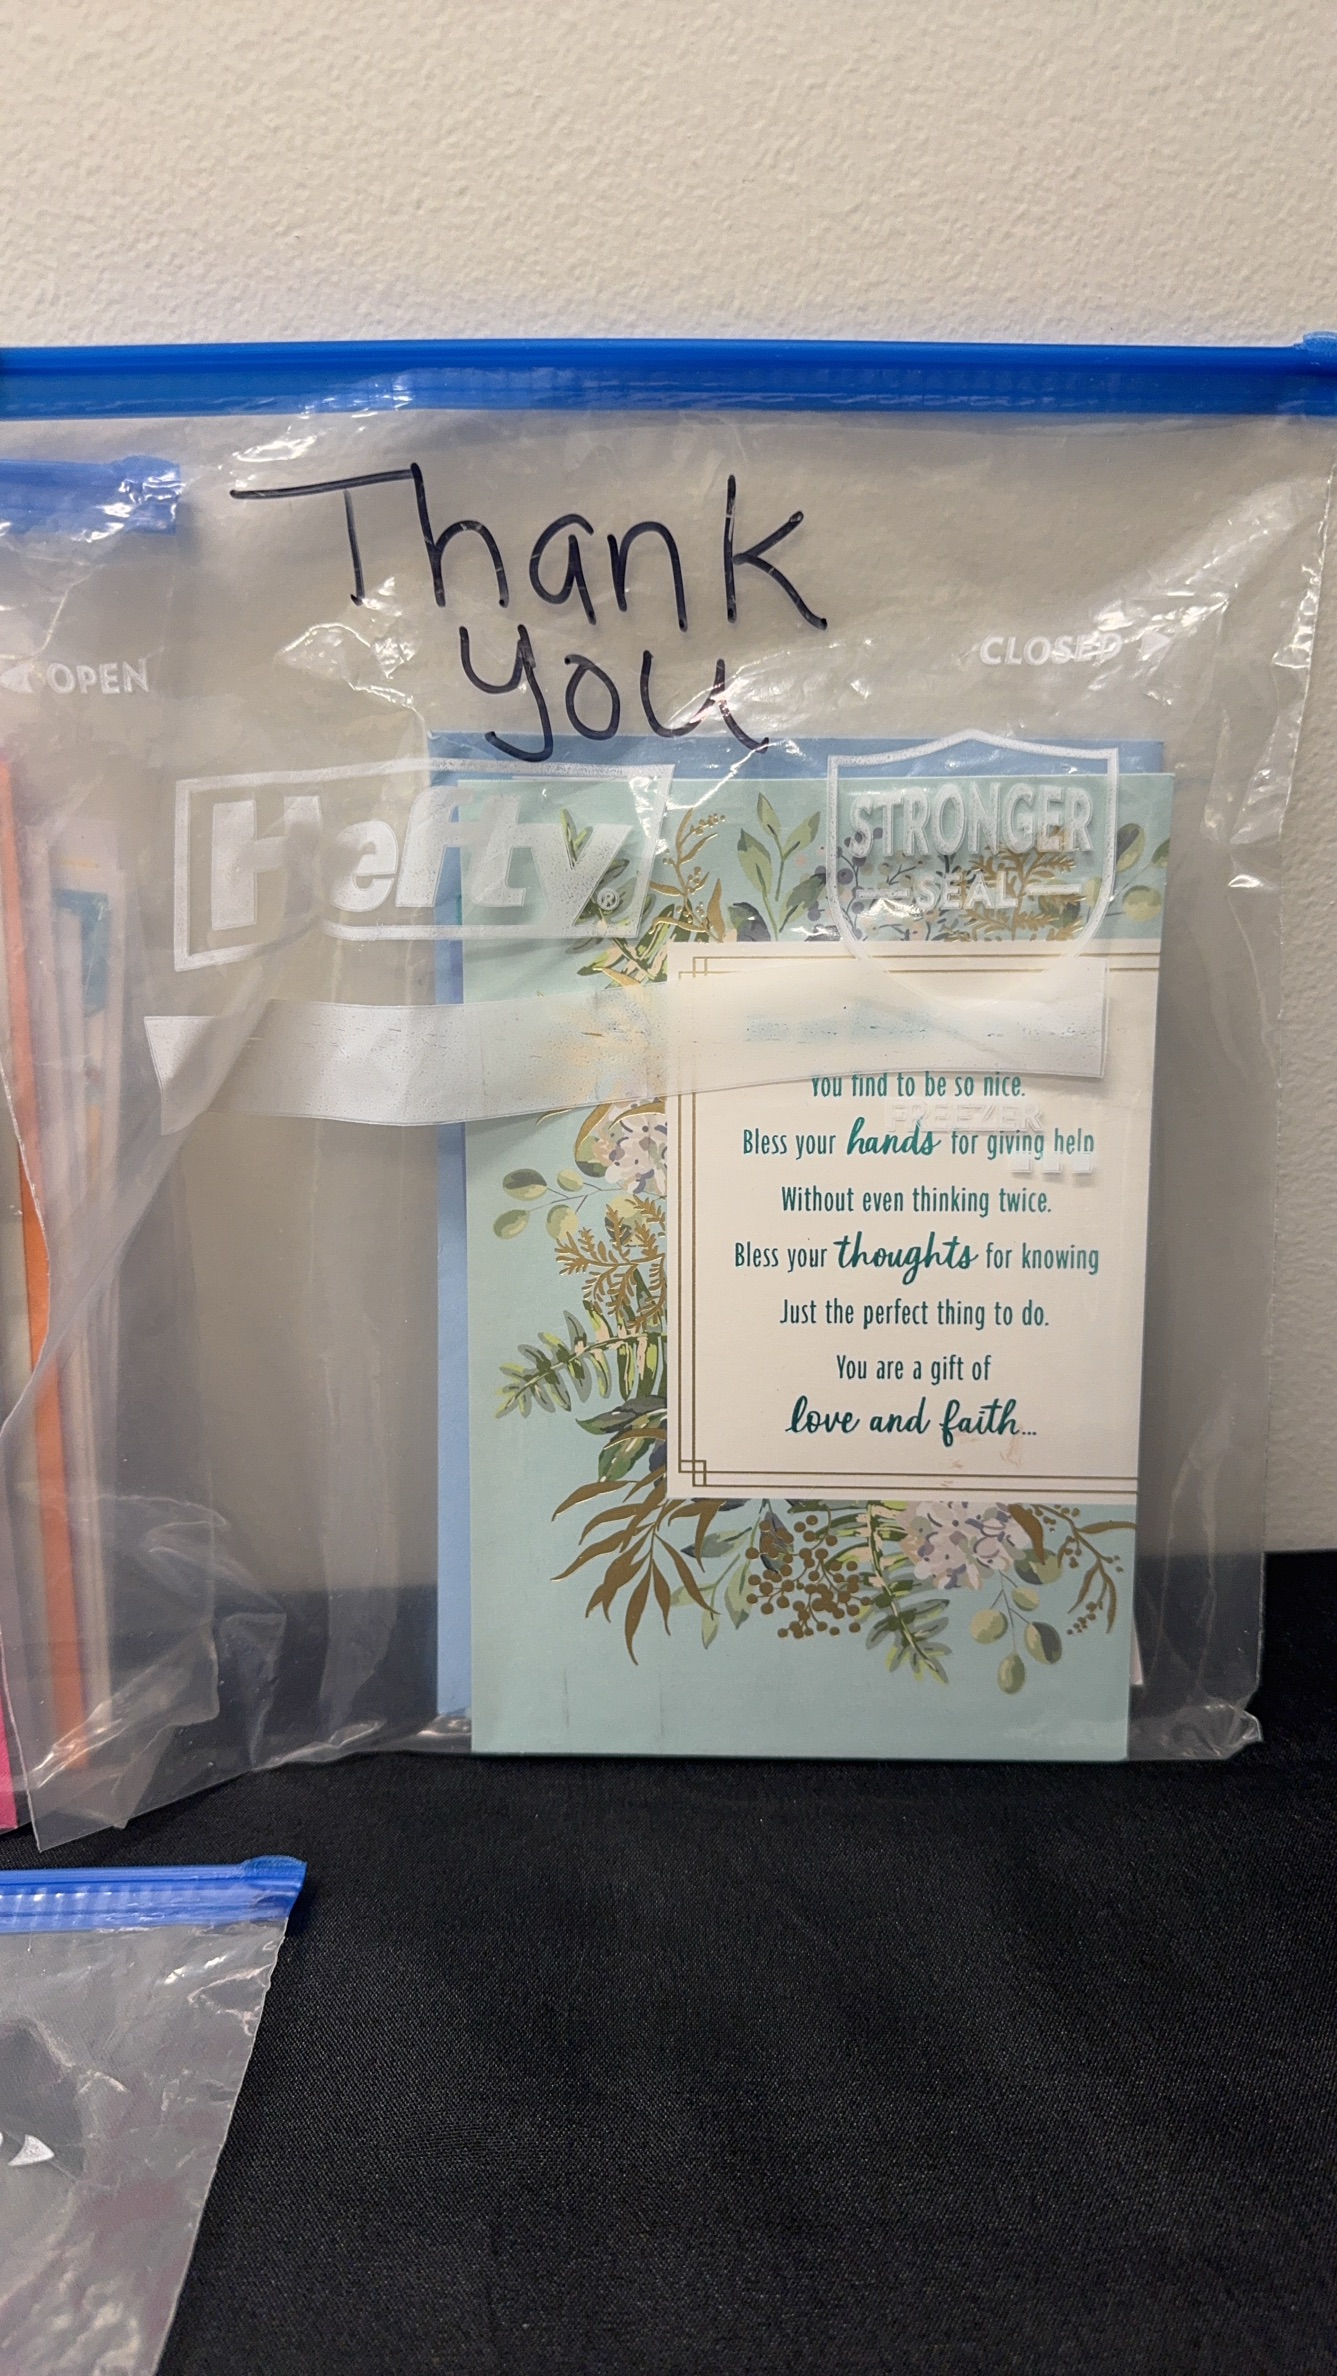 Thank
you
OPEN
CLOSED
Hefty®
STRONGER
SEAL
You find to be so nice.
FREEZER
Bless your hands for giving help
Without even thinking twice.
Bless your thoughts for knowing
Just the perfect thing to do.
You are a gift of
love and faith...